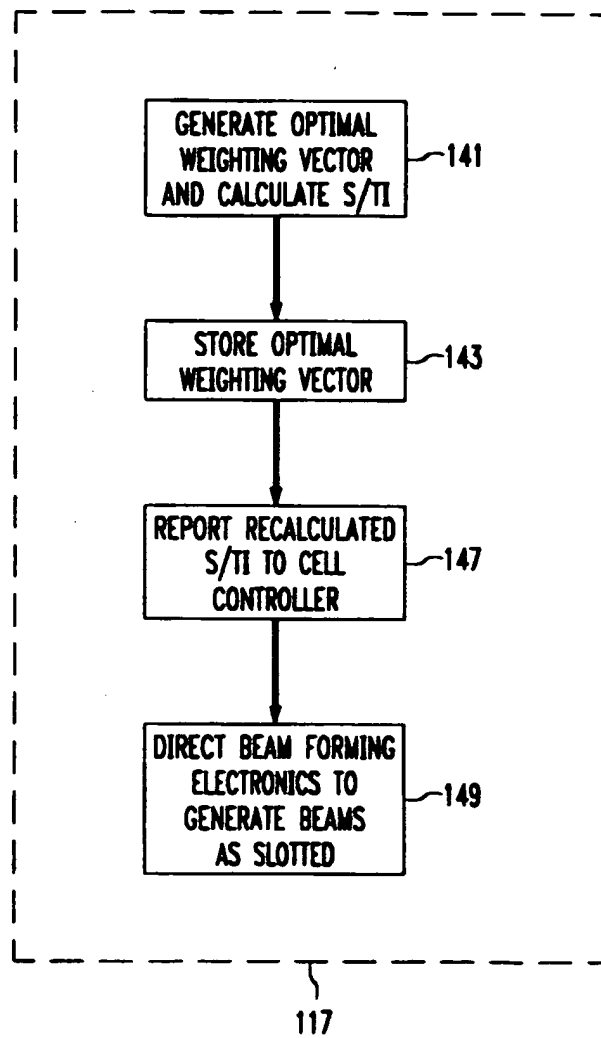 GENERATE OPTIMAL
WEIGHTING VECTOR
AND CALCULATE S/TI
141
STORE OPTIMAL
WEIGHTING VECTOR
143
REPORT RECALCULATED
S/TI TO CELL
CONTROLLER
147
DIRECT BEAM FORMING
ELECTRONICS TO
GENERATE BEAMS
AS SLOTTED
149
117